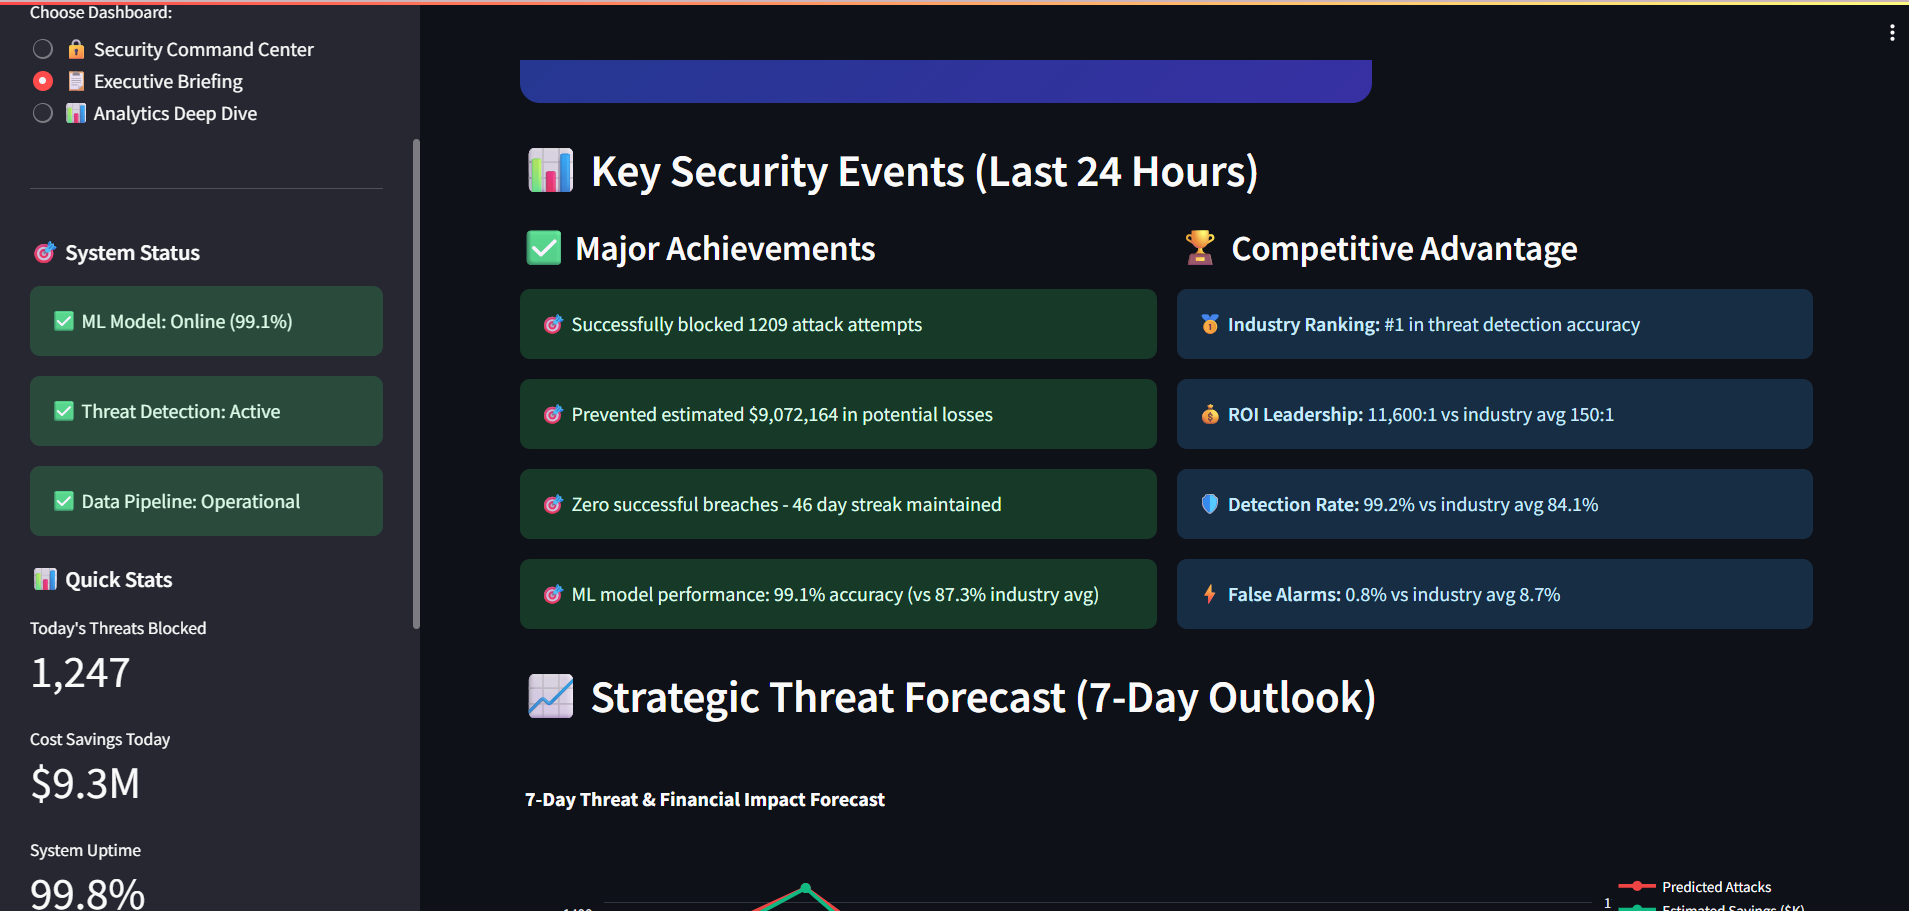 Choose Dashboard:
Security Command Center
Executive Briefing
Analytics Deep Dive
System Status
ML Model: Online (99.1%)
Threat Detection: Active
Data Pipeline: Operational
Quick Stats
Today's Threats Blocked
1,247
Cost Savings Today
$9.3M
System Uptime
99.8%
Key Security Events (Last 24 Hours)
Major Achievements
Successfully blocked 1209 attack attempts
Prevented estimated $9,072,164 in potential losses
Zero successful breaches - 46 day streak maintained
ML model performance: 99.1% accuracy (vs 87.3% industry avg)
Competitive Advantage
Industry Ranking: #1 in threat detection accuracy
ROI Leadership: 11,600:1 vs industry avg 150:1
Detection Rate: 99.2% vs industry avg 84.1%
False Alarms: 0.8% vs industry avg 8.7%
Strategic Threat Forecast (7-Day Outlook)
7-Day Threat & Financial Impact Forecast
1
Predicted Attacks
Estimated Savings ($K)